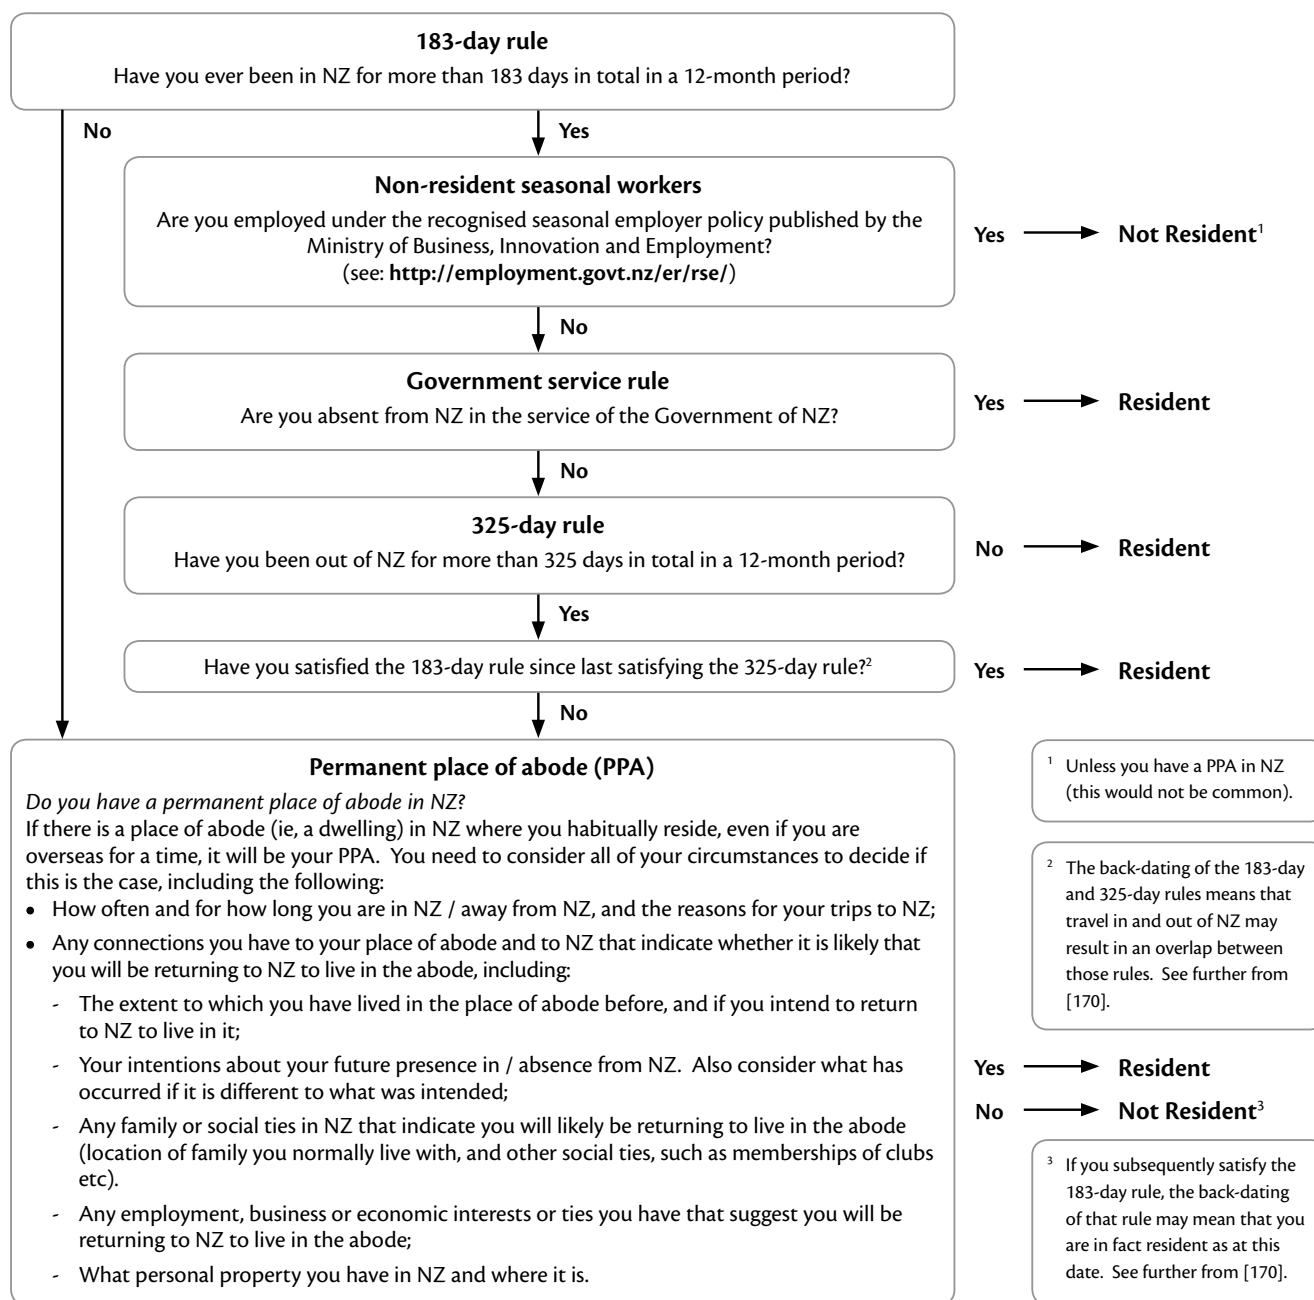 183-day rule
Have you ever been in NZ for more than 183 days in total in a 12-month period?
No
Yes
Non-resident seasonal workers
Are you employed under the recognised seasonal employer policy published by the
Ministry of Business, Innovation and Employment?
(see: http://employment.govt.nz/er/rse/)
Yes
Not Resident¹
No
Government service rule
Are you absent from NZ in the service of the Government of NZ?
Yes
Resident
No
325-day rule
Have you been out of NZ for more than 325 days in total in a 12-month period?
No
Resident
Yes
Have you satisfied the 183-day rule since last satisfying the 325-day rule?²
Yes
Resident
No
Permanent place of abode (PPA)
Do you have a permanent place of abode in NZ?
If there is a place of abode (ie, a dwelling) in NZ where you habitually reside, even if you are
overseas for a time, it will be your PPA. You need to consider all of your circumstances to decide if
this is the case, including the following:
• How often and for how long you are in NZ / away from NZ, and the reasons for your trips to NZ;
• Any connections you have to your place of abode and to NZ that indicate whether it is likely that
you will be returning to NZ to live in the abode, including:
- The extent to which you have lived in the place of abode before, and if you intend to return
to NZ to live in it;
- Your intentions about your future presence in / absence from NZ. Also consider what has
occurred if it is different to what was intended;
- Any family or social ties in NZ that indicate you will likely be returning to live in the abode
(location of family you normally live with, and other social ties, such as memberships of clubs
etc).
- Any employment, business or economic interests or ties you have that suggest you will be
returning to NZ to live in the abode;
- What personal property you have in NZ and where it is.
¹ Unless you have a PPA in NZ
(this would not be common).
² The back-dating of the 183-day
and 325-day rules means that
travel in and out of NZ may
result in an overlap between
those rules. See further from
[170].
Yes
Resident
No
Not Resident³
³ If you subsequently satisfy the
183-day rule, the back-dating
of that rule may mean that you
are in fact resident as at this
date. See further from [170].